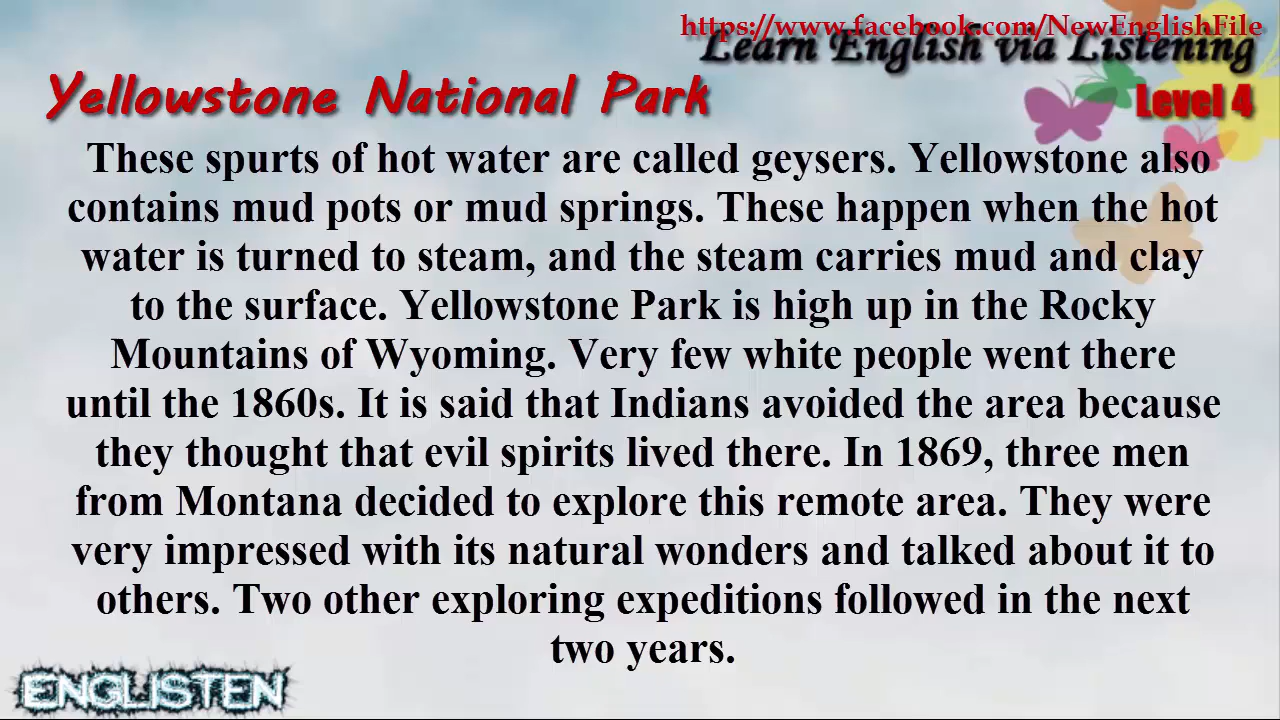 https://www.facebook.com/NewEnglishFile
Learn English via Listening
Yellowstone National Park
Level 4
These spurts of hot water are called geysers. Yellowstone also
contains mud pots or mud springs. These happen when the hot
water is turned to steam, and the steam carries mud and clay
to the surface. Yellowstone Park is high up in the Rocky
Mountains of Wyoming. Very few white people went there
until the 1860s. It is said that Indians avoided the area because
they thought that evil spirits lived there. In 1869, three men
from Montana decided to explore this remote area. They were
very impressed with its natural wonders and talked about it to
others. Two other exploring expeditions followed in the next
two years.
ENGLISTEN